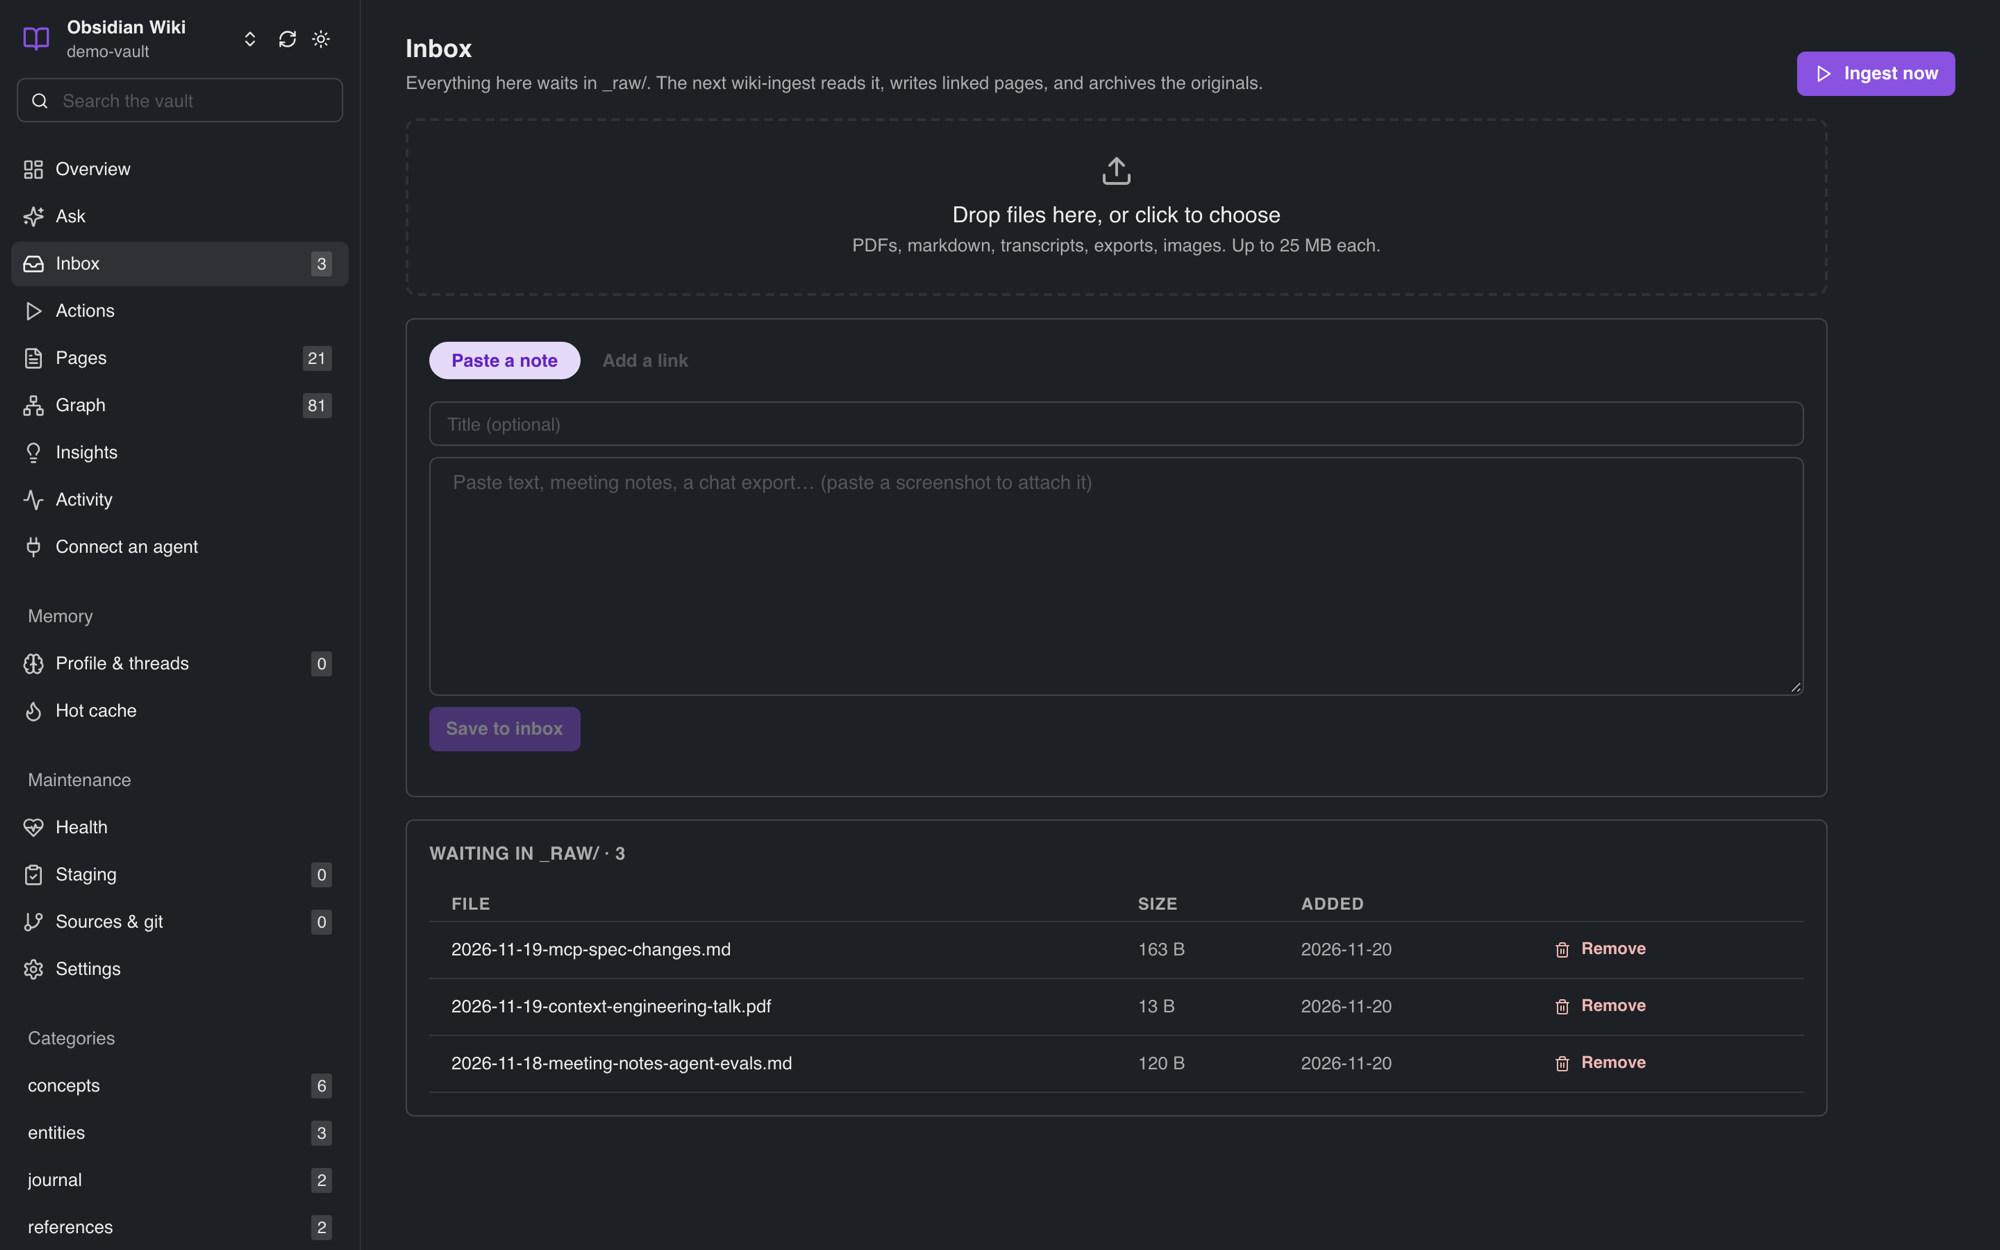 Obsidian Wiki
demo-vault
Search the vault
Overview
Ask
Inbox 3
Actions
Pages 21
Graph 81
Insights
Activity
Connect an agent
Memory
Profile & threads 0
Hot cache
Maintenance
Health
Staging 0
Sources & git 0
Settings
Categories
concepts 6
entities 3
journal 2
references 2
Inbox
Everything here waits in _raw/. The next wiki-ingest reads it, writes linked pages, and archives the originals.
Ingest now
Drop files here, or click to choose
PDFs, markdown, transcripts, exports, images. Up to 25 MB each.
Paste a note Add a link
Title (optional)
Paste text, meeting notes, a chat export… (paste a screenshot to attach it)
Save to inbox
WAITING IN _RAW/ · 3
FILE SIZE ADDED
2026-11-19-mcp-spec-changes.md 163 B 2026-11-20 Remove
2026-11-19-context-engineering-talk.pdf 13 B 2026-11-20 Remove
2026-11-18-meeting-notes-agent-evals.md 120 B 2026-11-20 Remove